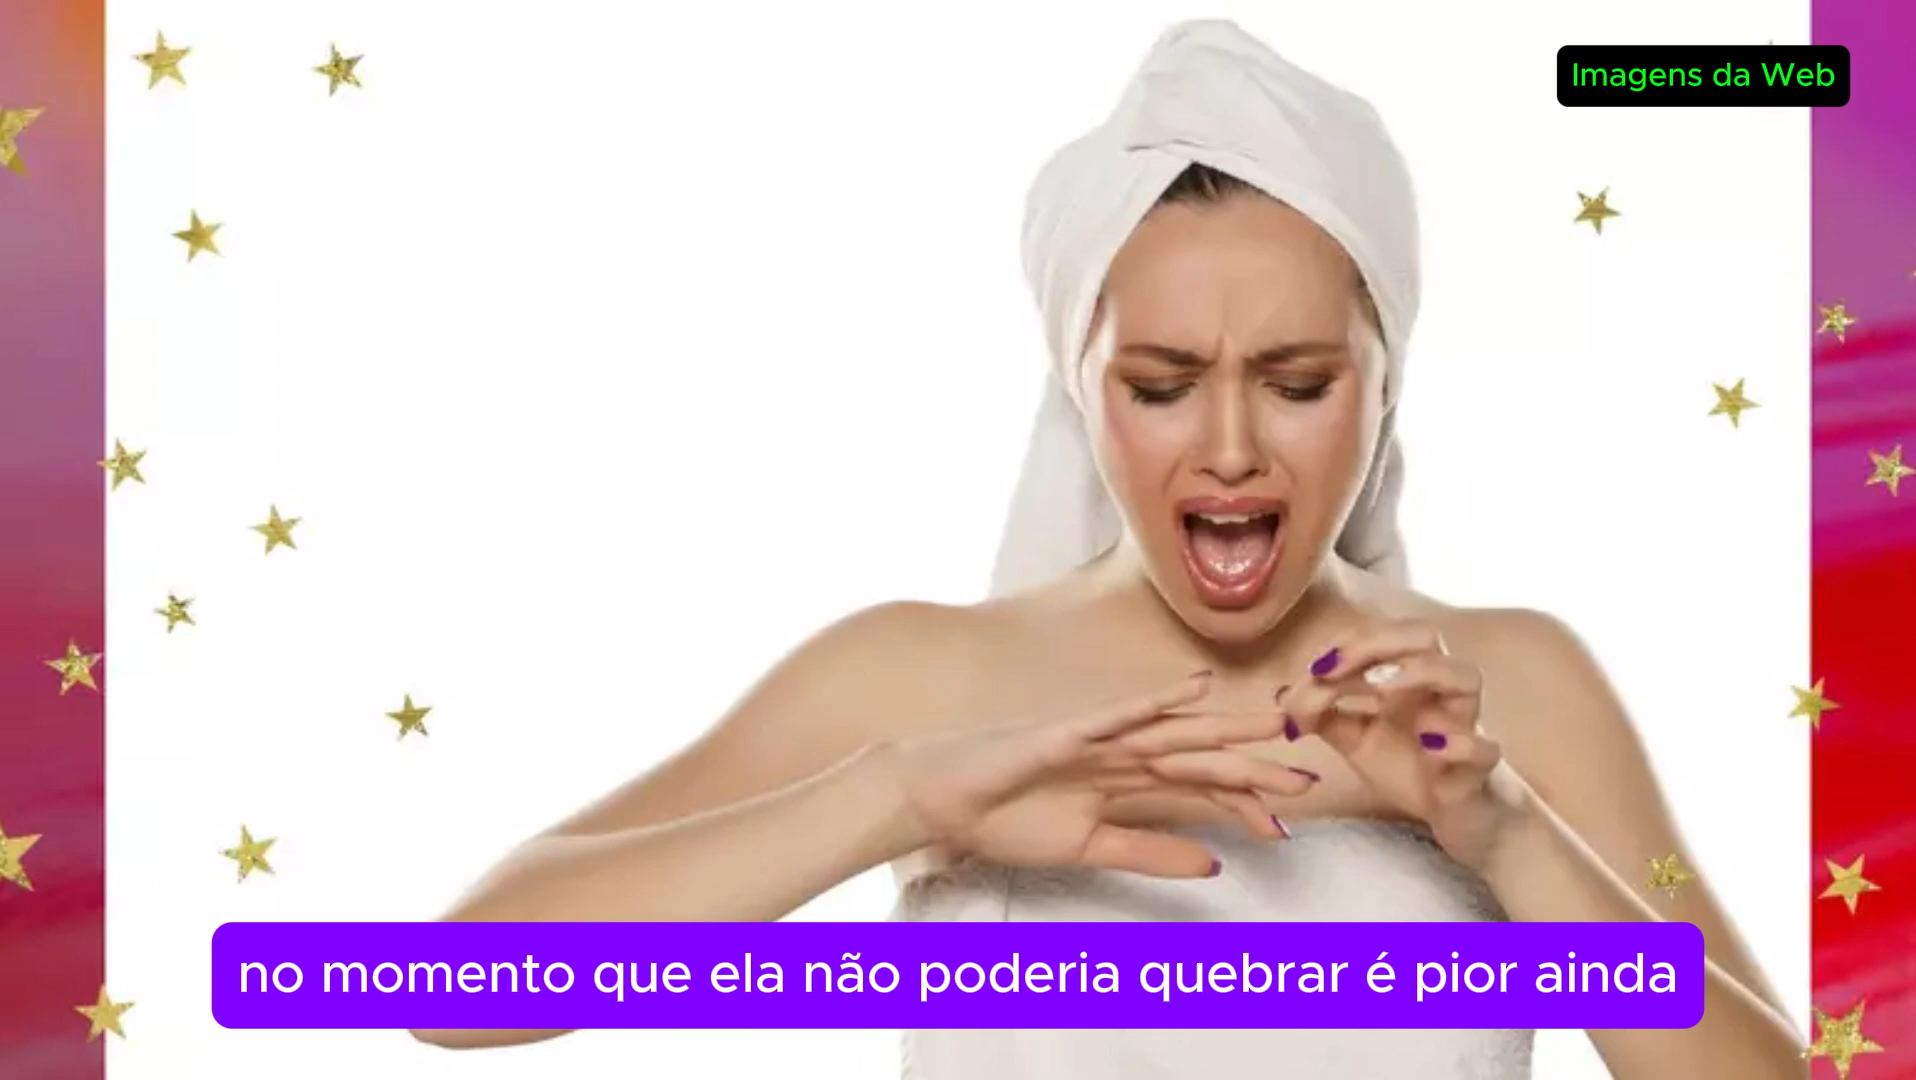 Imagens da Web
no momento que ela não poderia quebrar é pior ainda